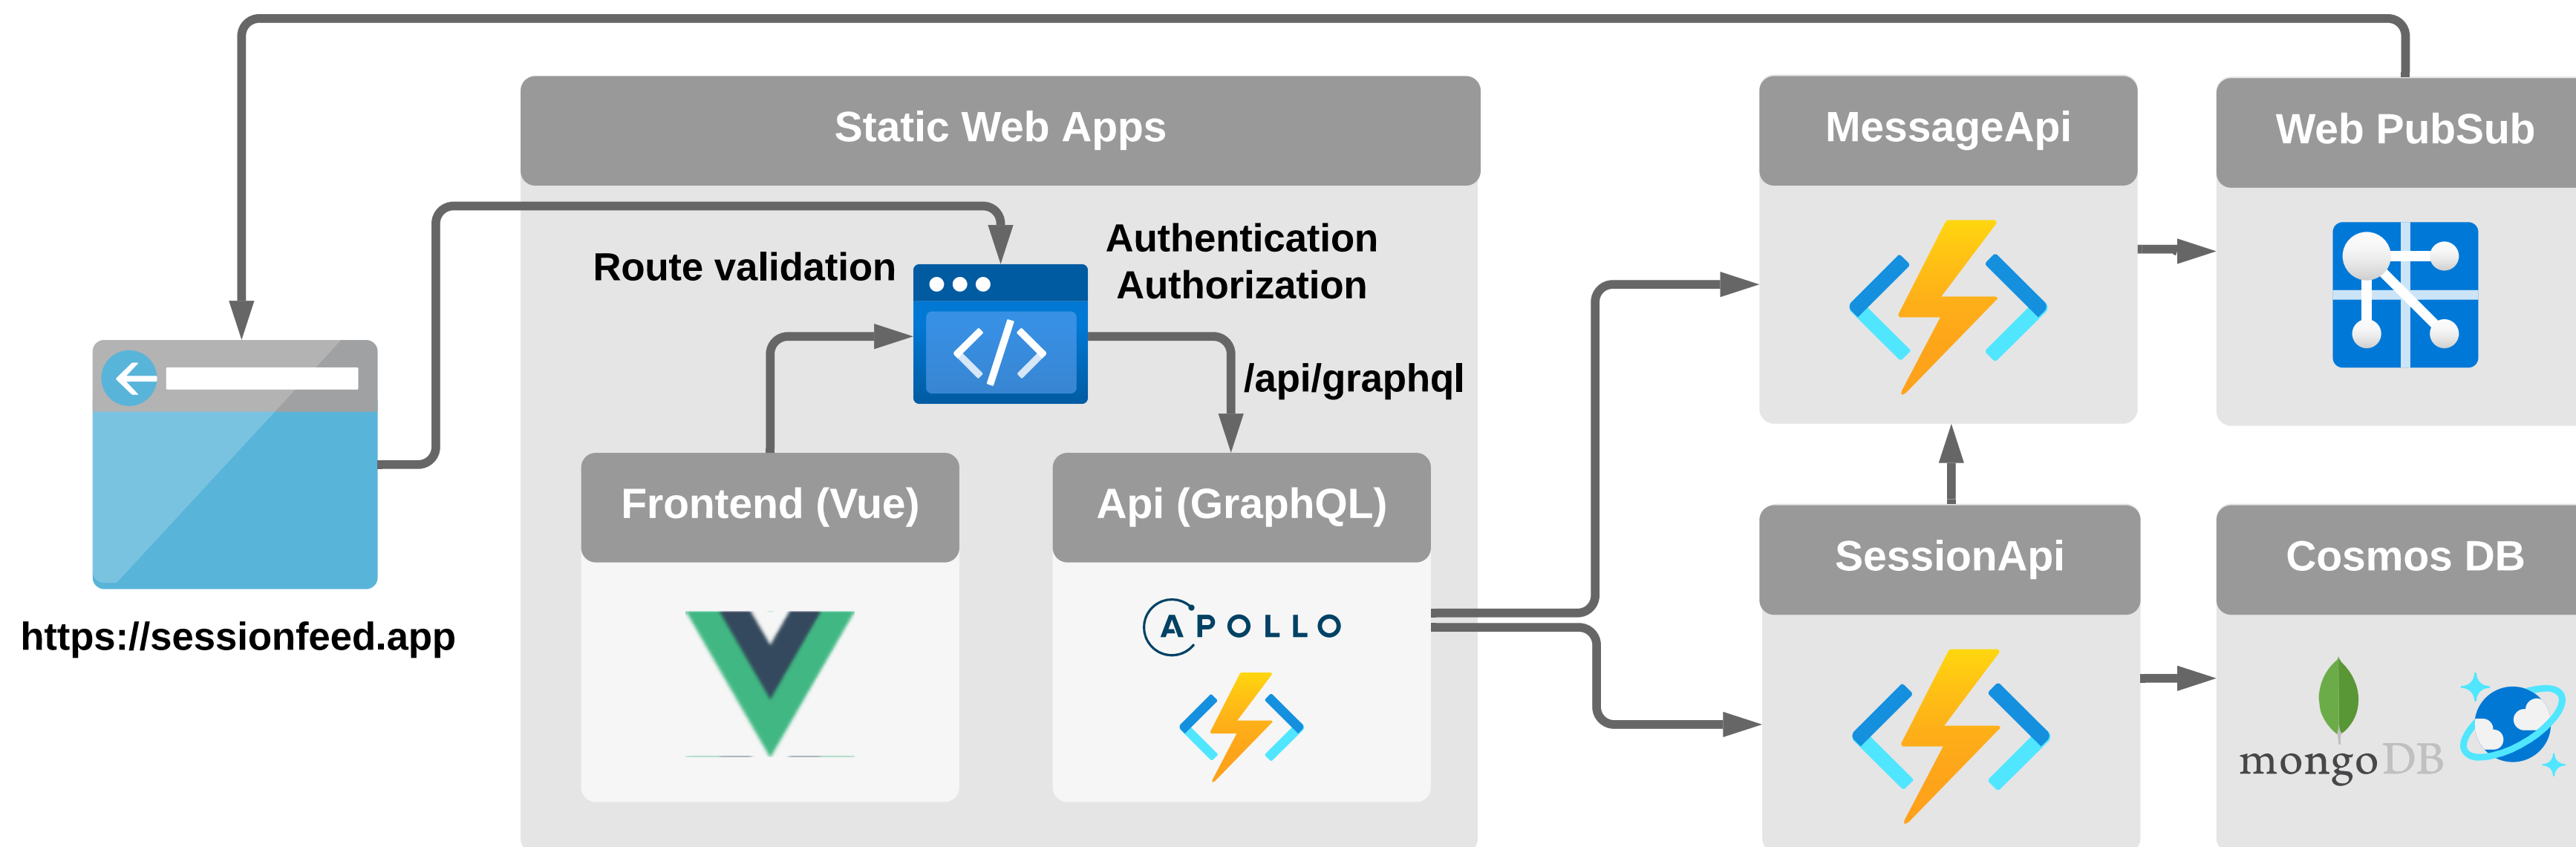 Static Web Apps
MessageApi
Web PubSub
Route validation
Authentication
Authorization
/api/graphql
Frontend (Vue)
Api (GraphQL)
SessionApi
Cosmos DB
APOLLO
https://sessionfeed.app
mongoDB